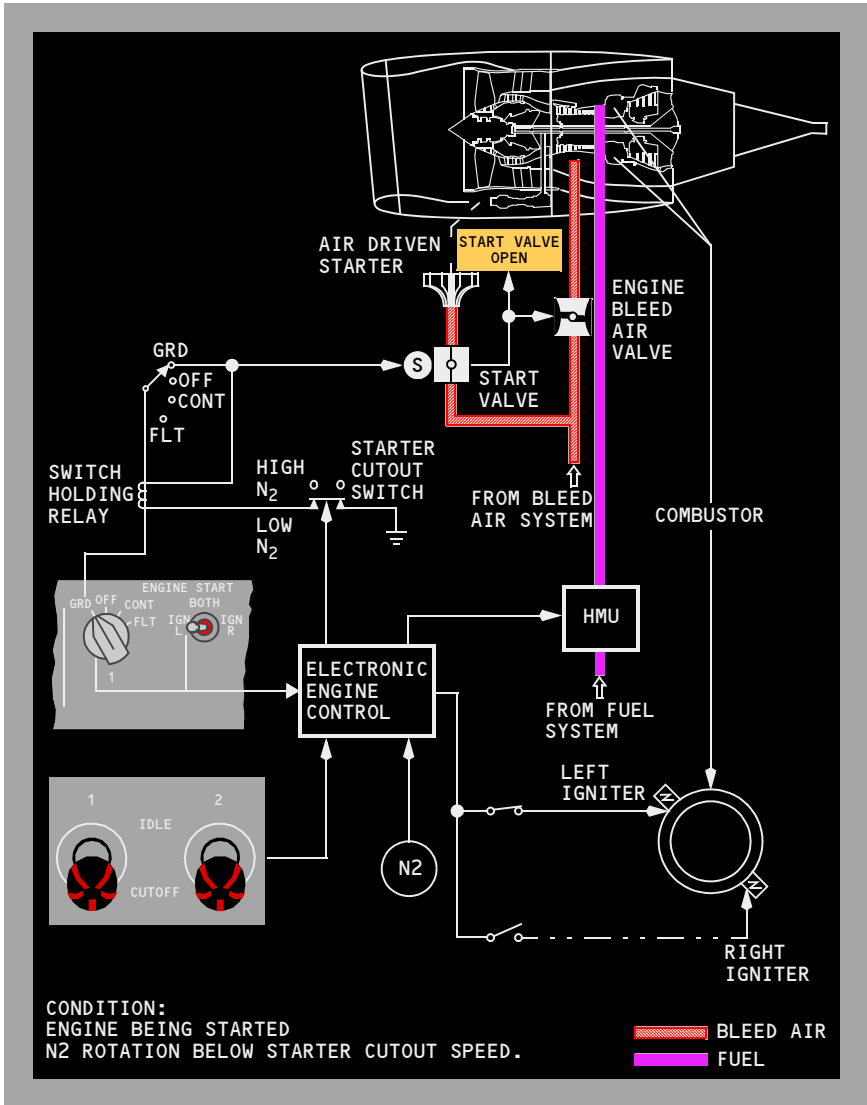 AIR DRIVEN
STARTER
START VALVE
OPEN
ENGINE
BLEED
AIR
VALVE
GRD
OFF
CONT
FLT
S
START
VALVE
SWITCH
HOLDING
RELAY
HIGH
N2
LOW
N2
STARTER
CUTOUT
SWITCH
FROM BLEED
AIR SYSTEM
COMBUSTOR
ENGINE START
GRD
OFF
CONT
FLT
BOTH
IGN
L
IGN
R
1
HMU
ELECTRONIC
ENGINE
CONTROL
FROM FUEL
SYSTEM
1
2
IDLE
CUTOFF
N2
LEFT
IGNITER
RIGHT
IGNITER
CONDITION:
ENGINE BEING STARTED
N2 ROTATION BELOW STARTER CUTOUT SPEED.
BLEED AIR
FUEL